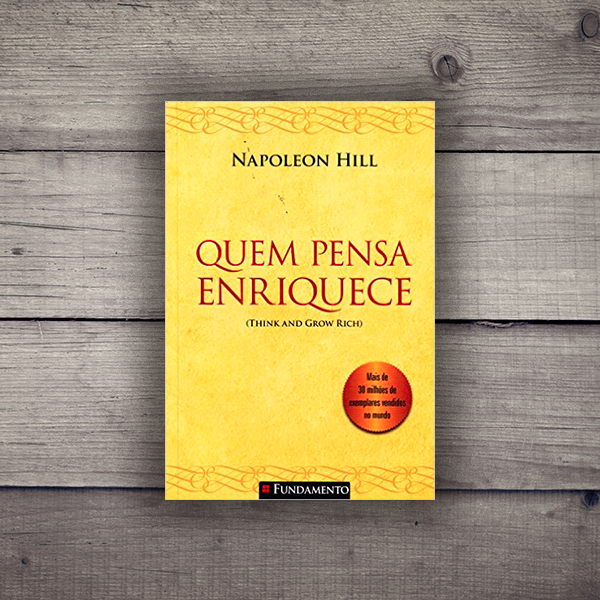 NAPOLEON HILL
QUEM PENSA
ENRIQUECE
(THINK AND GROW RICH)
Mais de
30 milhões de
exemplares vendidos
no mundo
FUNDAMENTO